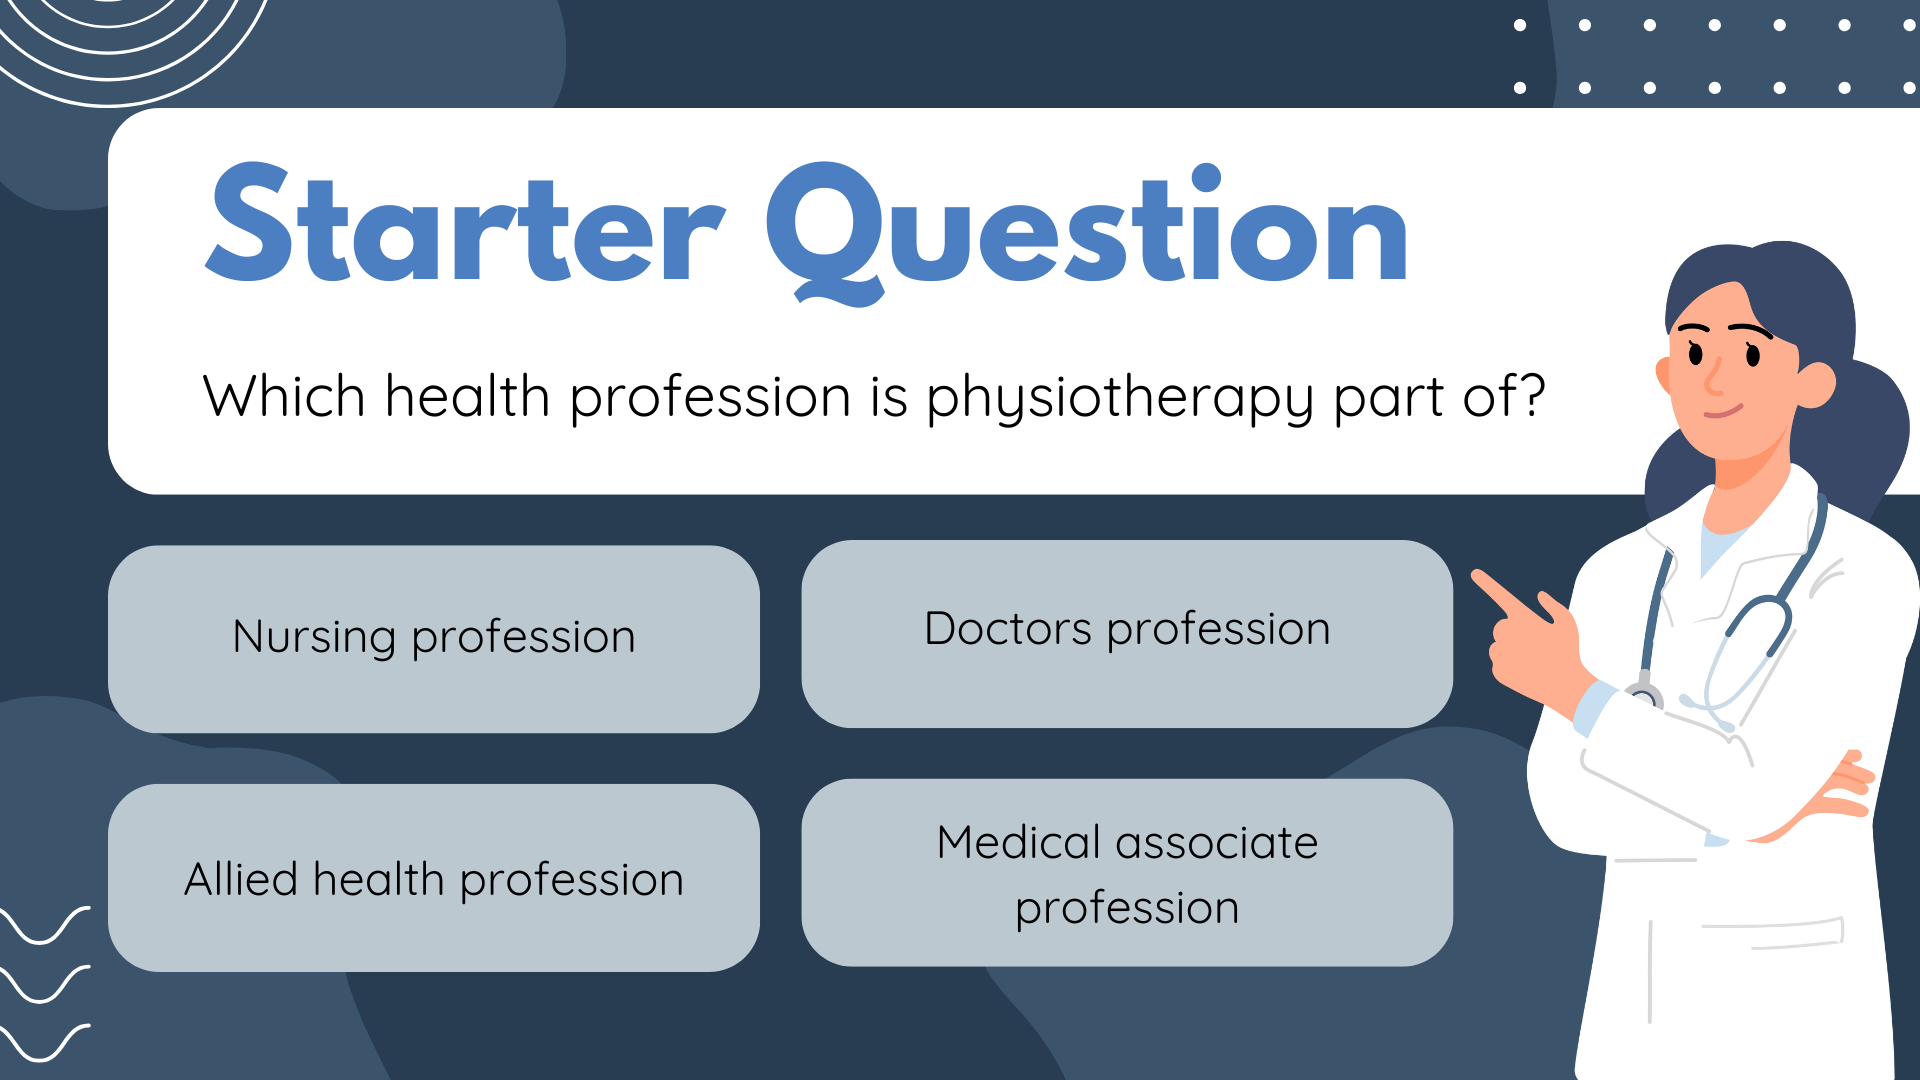 Starter Question
Which health profession is physiotherapy part of?
Nursing profession
Doctors profession
Allied health profession
Medical associate
profession